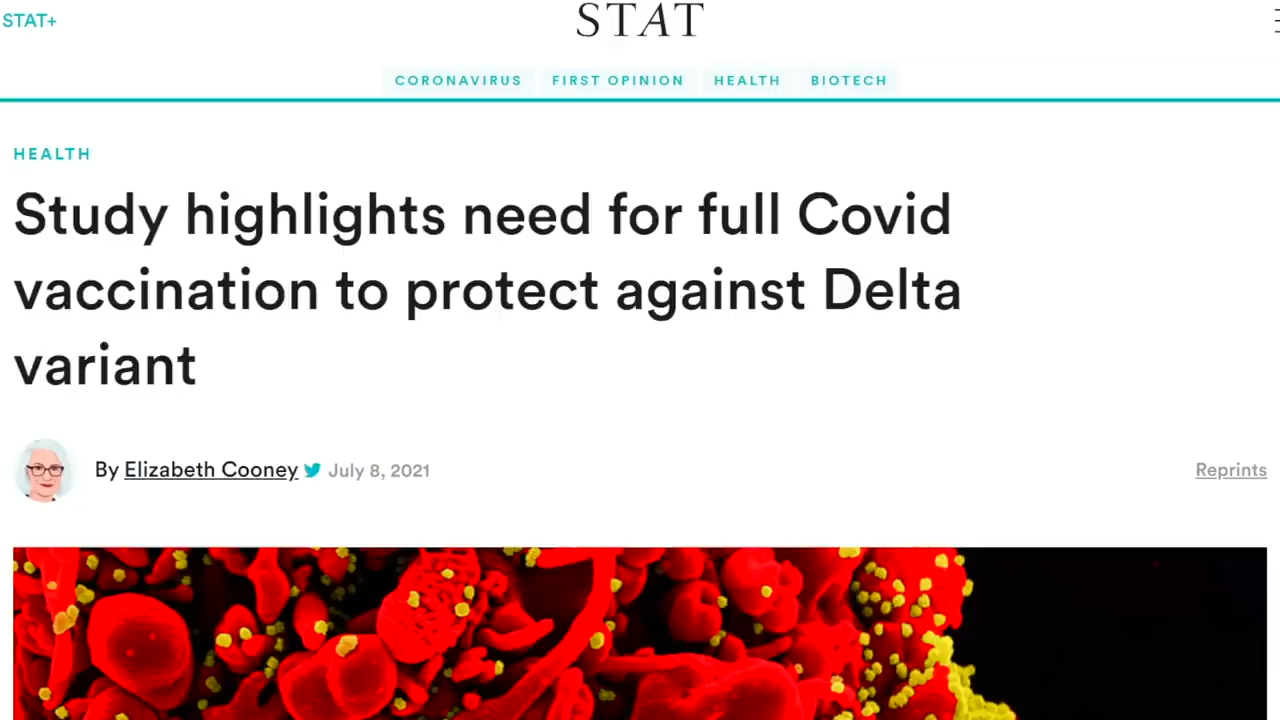 STAT+
STAT
CORONAVIRUS FIRST OPINION HEALTH BIOTECH
HEALTH
Study highlights need for full Covid
vaccination to protect against Delta
variant
By Elizabeth Cooney July 8, 2021
Reprints